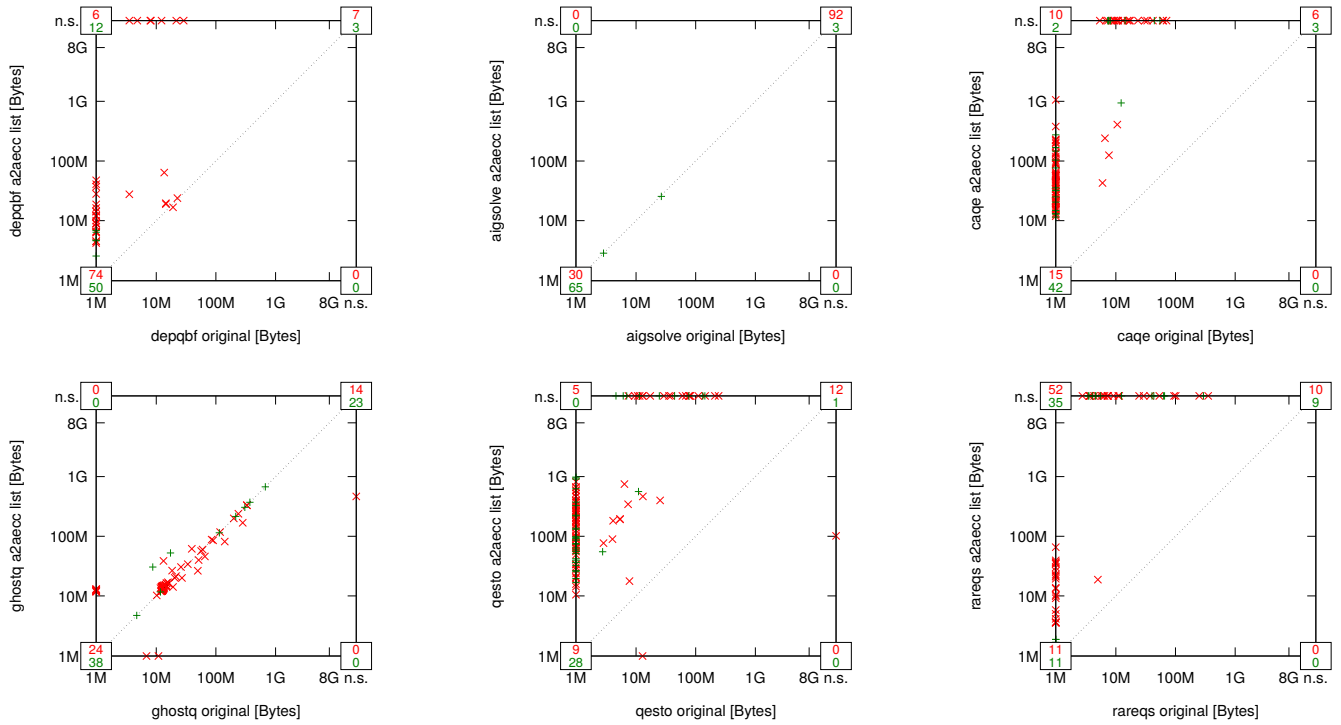 6 7
n.s. 12 3
8G
1G
100M
10M
1M 74 0
50 0
1M 10M 100M 1G 8G n.s.
depqbf a2aecc list [Bytes]
depqbf original [Bytes]
0 92
n.s. 0 3
8G
1G
100M
10M
1M 30 0
65 0
1M 10M 100M 1G 8G n.s.
aigsolve a2aecc list [Bytes]
aigsolve original [Bytes]
10 6
n.s. 2 3
8G
1G
100M
10M
1M 15 0
42 0
1M 10M 100M 1G 8G n.s.
caqe a2aecc list [Bytes]
caqe original [Bytes]
0 14
n.s. 0 23
8G
1G
100M
10M
1M 24 0
38 0
1M 10M 100M 1G 8G n.s.
ghostq a2aecc list [Bytes]
ghostq original [Bytes]
5 12
n.s. 0 1
8G
1G
100M
10M
1M 9 0
28 0
1M 10M 100M 1G 8G n.s.
qesto a2aecc list [Bytes]
qesto original [Bytes]
52 10
n.s. 35 9
8G
1G
100M
10M
1M 11 0
11 0
1M 10M 100M 1G 8G n.s.
rareqs a2aecc list [Bytes]
rareqs original [Bytes]